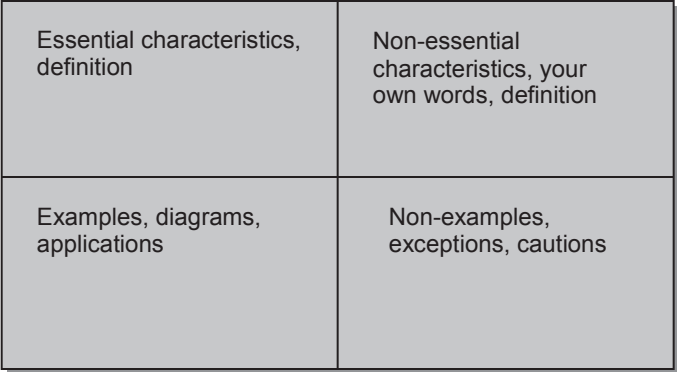 Essential characteristics,
definition
Non-essential
characteristics, your
own words, definition
Examples, diagrams,
applications
Non-examples,
exceptions, cautions